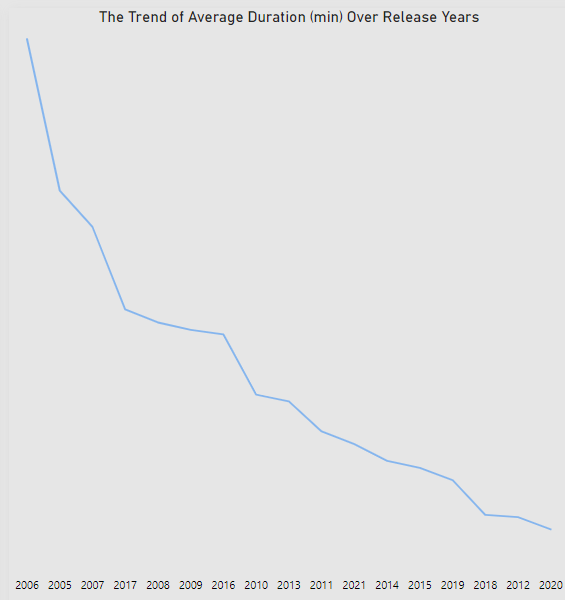 The Trend of Average Duration (min) Over Release Years
2006 2005 2007 2017 2008 2009 2016 2010 2013 2011 2021 2014 2015 2019 2018 2012 2020